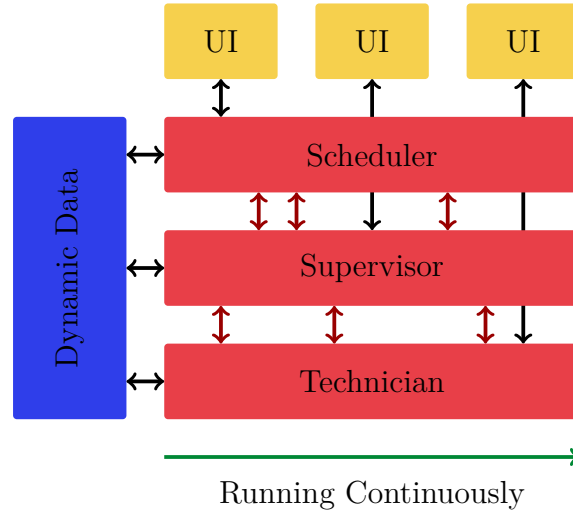 UI
UI
UI
Scheduler
Dynamic Data
Supervisor
Technician
Running Continuously